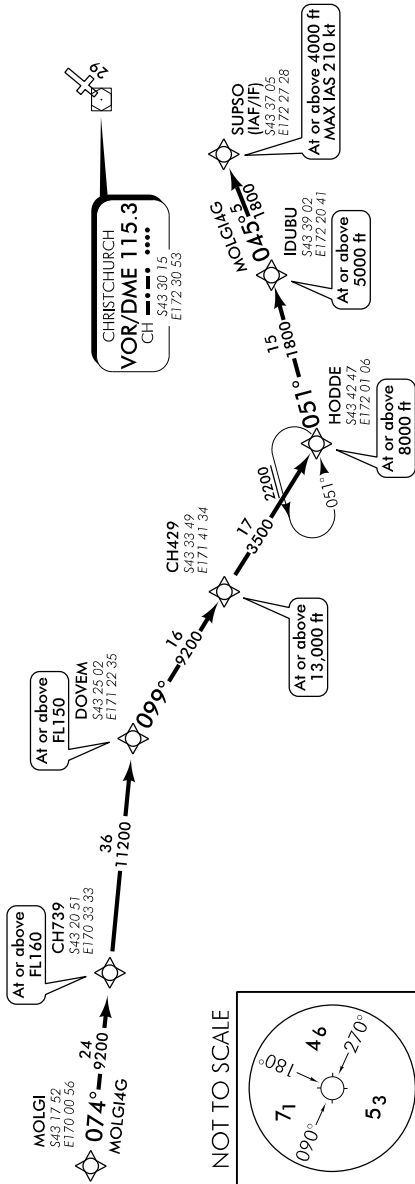 MOLGI
S43 17 52
E170 00 56
074°
24
9200
MOLGI4G
At or above
FL160
CH739
S43 20 51
E170 33 33
36
11200
At or above
FL150
DOVEM
S43 25 02
E171 22 35
099°
16
9200
CH429
S43 33 49
E171 41 34
At or above
13,000 ft
17
3500
2200
051°
HODDE
S43 42 47
E172 01 06
At or above
8000 ft
051°
15
1800
IDUBU
S43 39 02
E172 20 41
At or above
5000 ft
MOLGI4G
045°
5
1800
SUPSO
(IAF/IF)
S43 37 05
E172 27 28
At or above 4000 ft
MAX IAS 210 kt
CHRISTCHURCH
VOR/DME 115.3
CH —·—· ····
S43 30 15
E172 30 53
29
NOT TO SCALE
180°
090°
270°
71
46
53